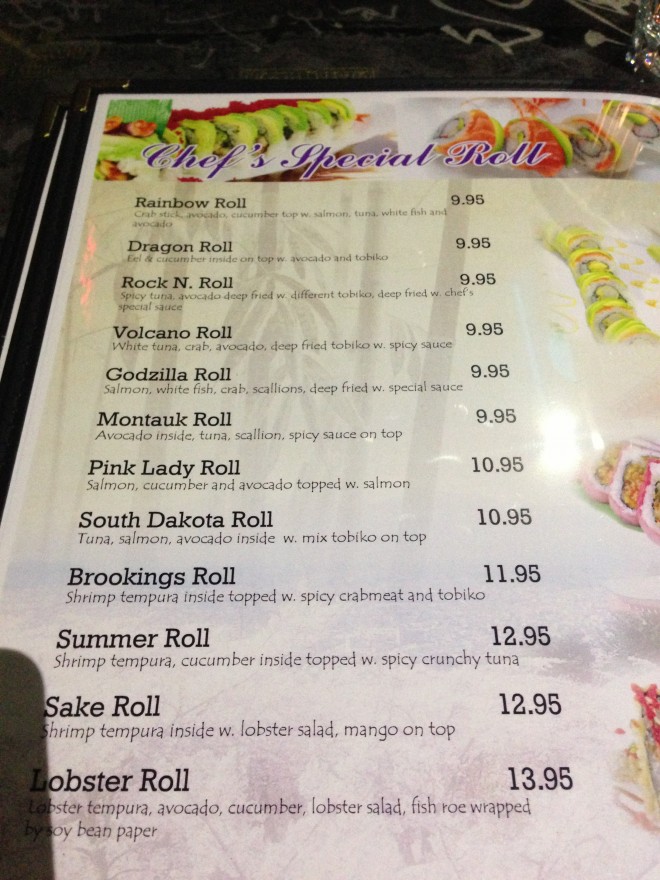 Chef's Special Roll
Rainbow Roll 9.95
Crab stick, avocado, cucumber top w. salmon, tuna, white fish and
avocado
Dragon Roll 9.95
Eel & cucumber inside on top w. avocado and tobiko
Rock N. Roll 9.95
Spicy tuna, avocado deep fried w. different tobiko, deep fried w. chef's
special sauce
Volcano Roll 9.95
White tuna, crab, avocado, deep fried tobiko w. spicy sauce
Godzilla Roll 9.95
Salmon, white fish, crab, scallions, deep fried w. special sauce
Montauk Roll 9.95
Avocado inside, tuna, scallion, spicy sauce on top
Pink Lady Roll 10.95
Salmon, cucumber and avocado topped w. salmon
South Dakota Roll 10.95
Tuna, salmon, avocado inside w. mix tobiko on top
Brookings Roll 11.95
Shrimp tempura inside topped w. spicy crabmeat and tobiko
Summer Roll 12.95
Shrimp tempura, cucumber inside topped w. spicy crunchy tuna
Sake Roll 12.95
Shrimp tempura inside w. lobster salad, mango on top
Lobster Roll 13.95
Lobster tempura, avocado, cucumber, lobster salad, fish roe wrapped
by soy bean paper